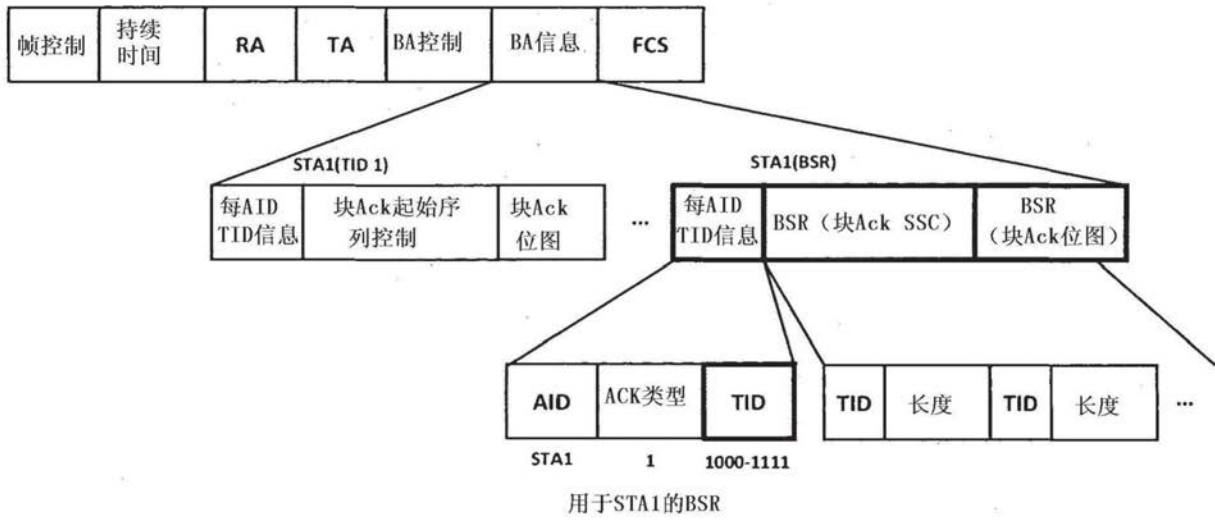 帧控制 持续时间 RA TA BA控制 BA信息 FCS
STA1(TID 1) STA1(BSR)
每AID TID信息 块Ack起始序列控制 块Ack位图 ... 每AID TID信息 BSR（块Ack SSC） BSR（块Ack位图）
AID ACK类型 TID TID 长度 TID 长度 ...
STA1 1 1000-1111
用于STA1的BSR